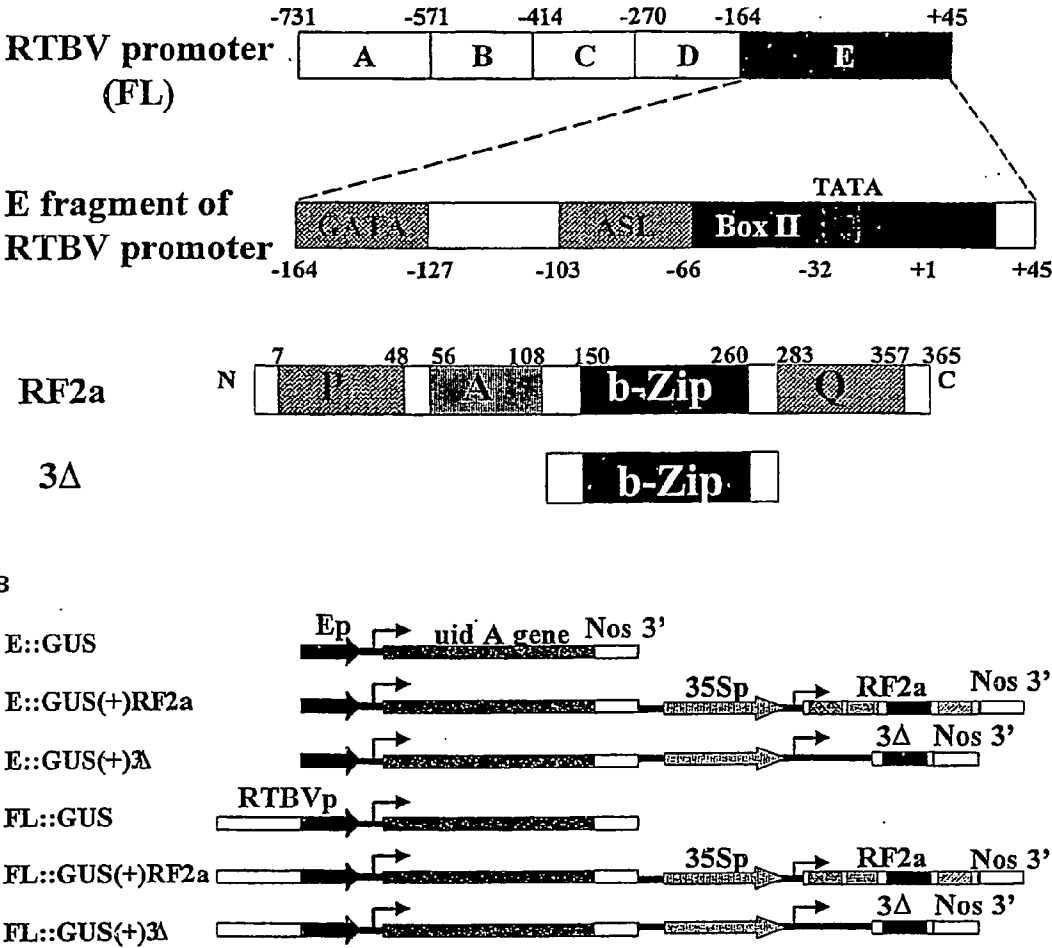 -731 -571 -414 -270 -164 +45
RTBV promoter
(FL)
A B C D E
TATA
E fragment of
RTBV promoter
GATA ASL Box II
-164 -127 -103 -66 -32 +1 +45
7 48 56 108 150 260 283 357 365
RF2a
N P A b-Zip Q C
3Δ
b-Zip
B
E::GUS
Ep uid A gene Nos 3’
E::GUS(+)RF2a
35Sp RF2a Nos 3’
E::GUS(+)3Δ
3Δ Nos 3’
RTBVp
FL::GUS
FL::GUS(+)RF2a
35Sp RF2a Nos 3’
FL::GUS(+)3Δ
3Δ Nos 3’